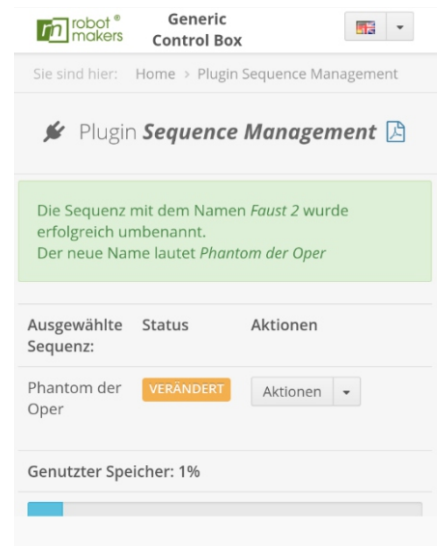 robot® Generic
makers Control Box
Sie sind hier: Home > Plugin Sequence Management
Plugin Sequence Management
Die Sequenz mit dem Namen Faust 2 wurde
erfolgreich umbenannt.
Der neue Name lautet Phantom der Oper
Ausgewählte Status Aktionen
Sequenz:
Phantom der VERÄNDERT Aktionen
Oper
Genutzter Speicher: 1%